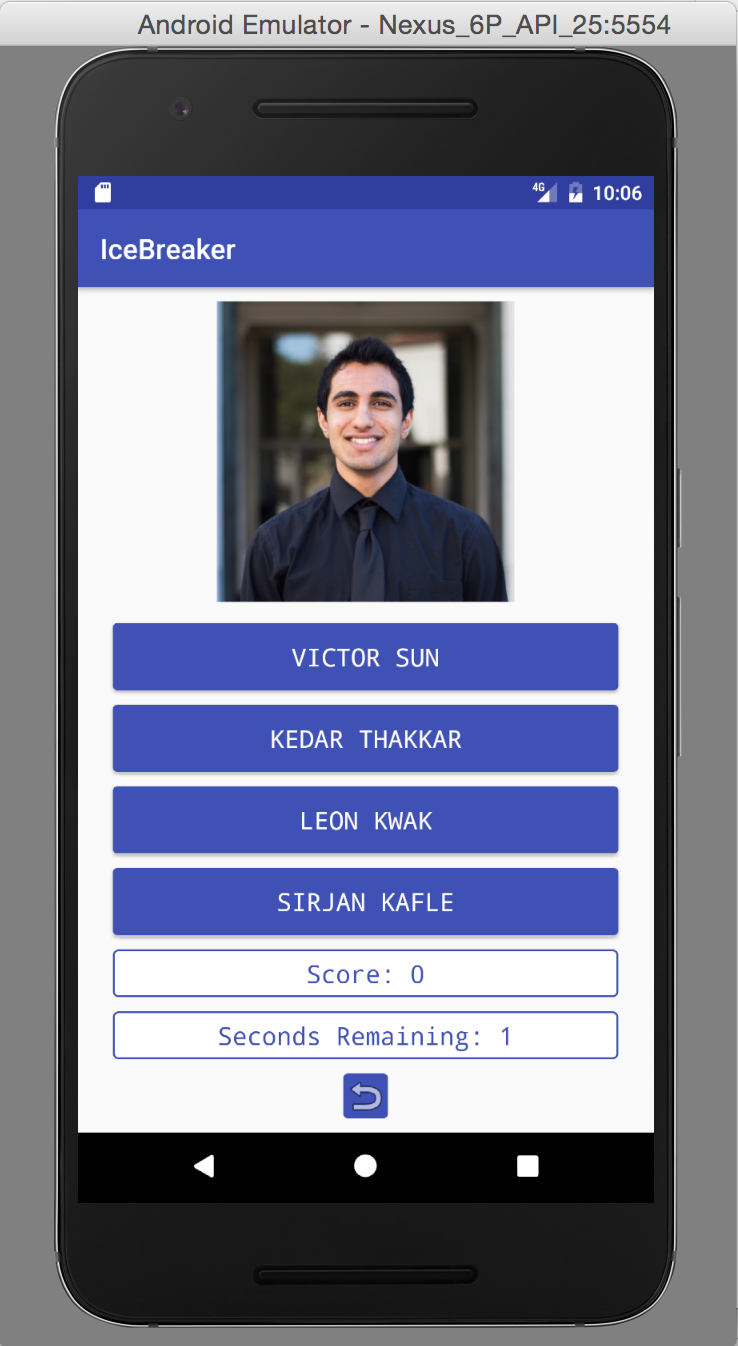 Android Emulator - Nexus_6P_API_25:5554
4G 10:06
IceBreaker
VICTOR SUN
KEDAR THAKKAR
LEON KWAK
SIRJAN KAFLE
Score: 0
Seconds Remaining: 1